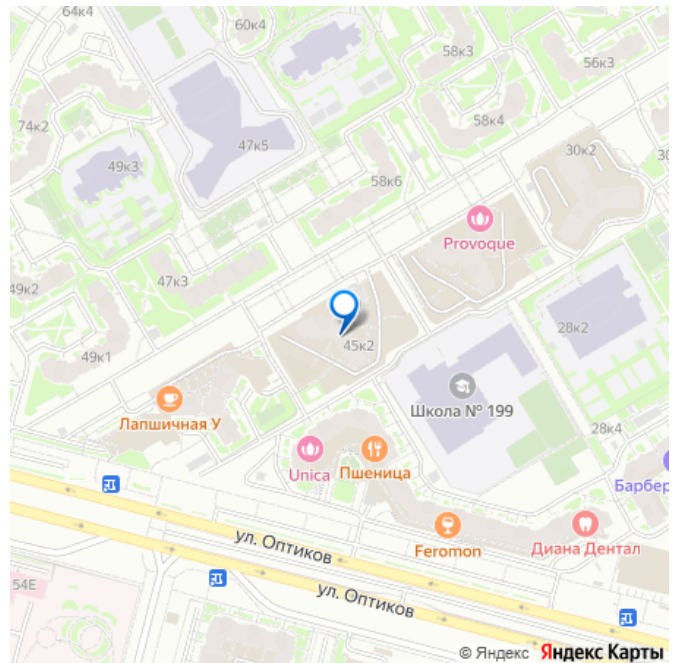 64к4
60к4
58к3
56к3
74к2
47к5
58к4
49к3
30к2
58к6
Provoque
47к3
49к2
28к2
45к2
49к1
Школа № 199
Лапшичная У
28к4
Unica
Пшеница
Барбер
ул. Оптиков
Feromon
Диана Дентал
54Е
ул. Оптиков
© Яндекс Яндекс Карты